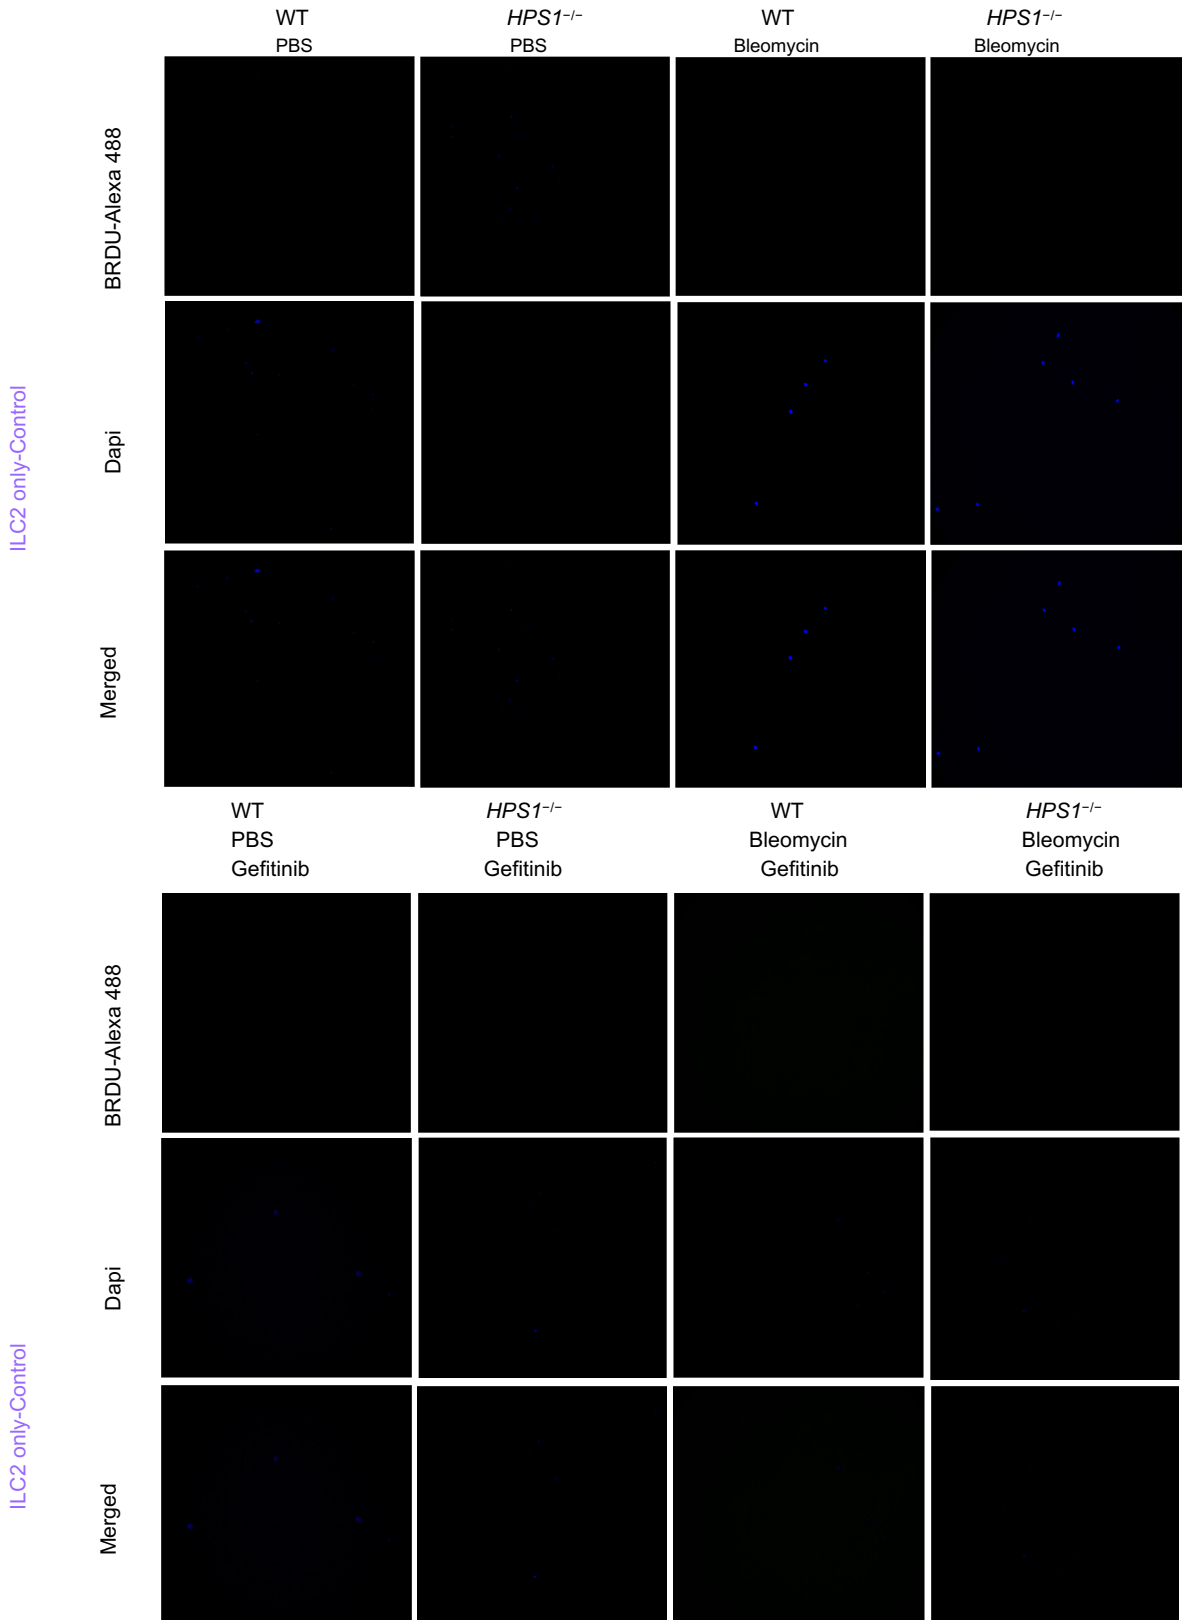 WT HPS1−/− WT HPS1−/−
PBS PBS Bleomycin Bleomycin
BRDU-Alexa 488
Dapi
Merged
ILC2 only-Control
WT HPS1−/− WT HPS1−/−
PBS PBS Bleomycin Bleomycin
Gefitinib Gefitinib Gefitinib Gefitinib
BRDU-Alexa 488
Dapi
Merged
ILC2 only-Control